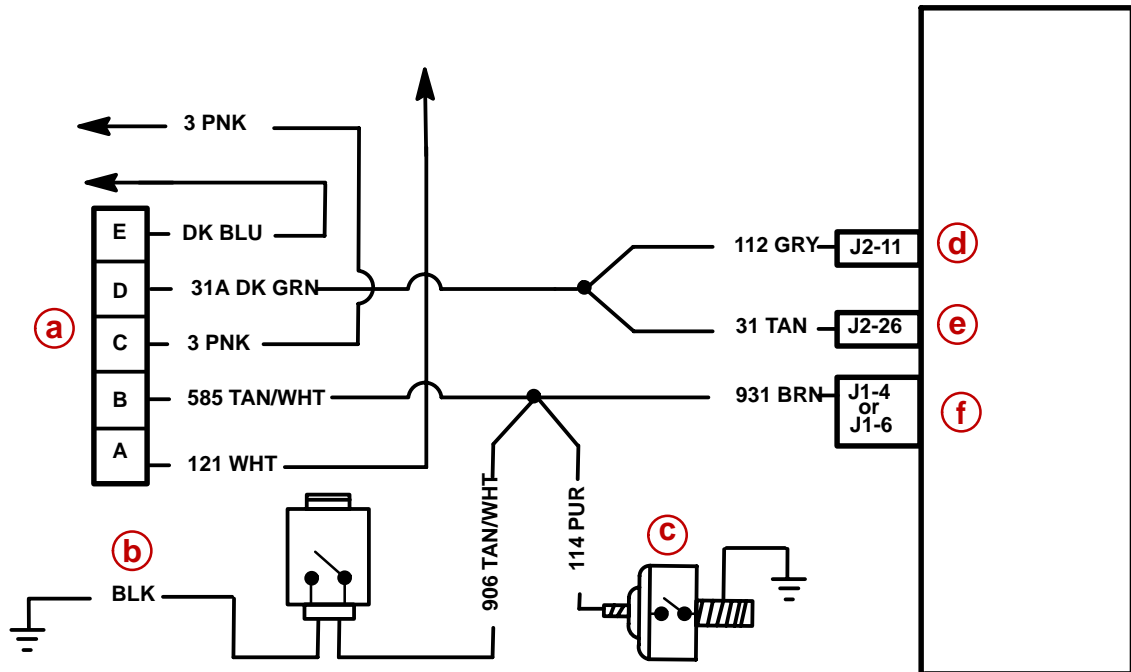 3 PNK
E
DK BLU
112 GRY
J2-11
d
D
31A DK GRN
a
31 TAN
J2-26
e
C
3 PNK
B
585 TAN/WHT
931 BRN
J1-4
or
J1-6
f
A
121 WHT
906 TAN/WHT
114 PUR
c
b
BLK